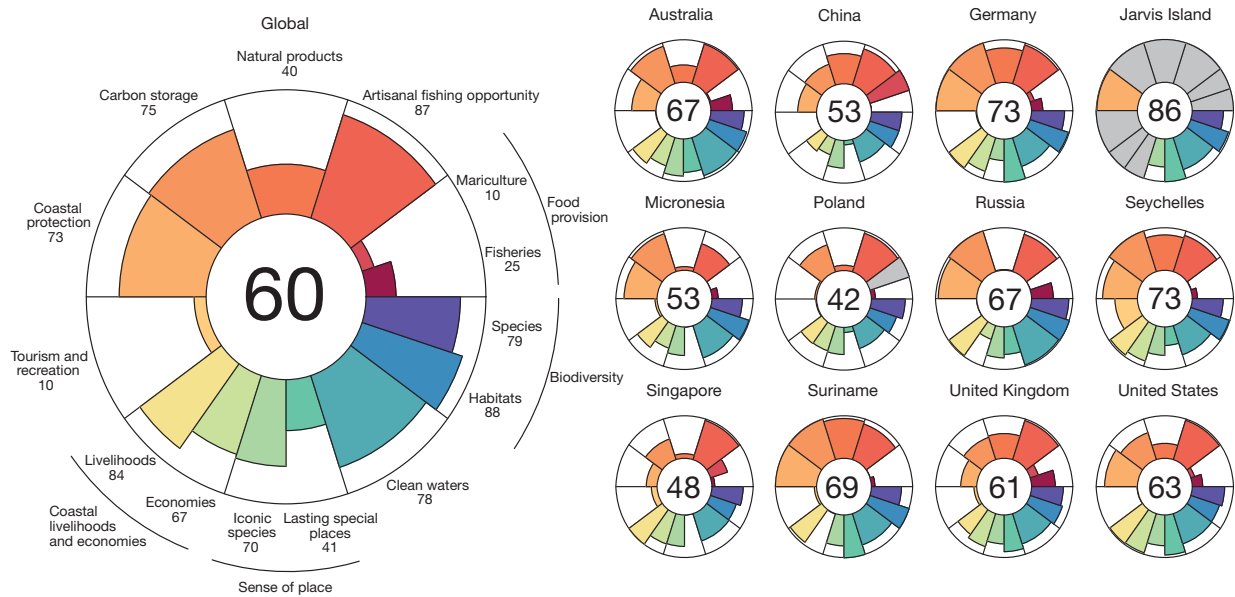 Global
Natural products
40
Carbon storage
75
Artisanal fishing opportunity
87
Mariculture
10
Food
provision
Coastal
protection
73
Fisheries
25
60
Species
79
Tourism and
recreation
10
Biodiversity
Habitats
88
Livelihoods
84
Clean waters
78
Economies
67
Iconic
species
70
Lasting special
places
41
Coastal
livelihoods
and economies
Sense of place
Australia
67
China
53
Germany
73
Jarvis Island
86
Micronesia
53
Poland
42
Russia
67
Seychelles
73
Singapore
48
Suriname
69
United Kingdom
61
United States
63